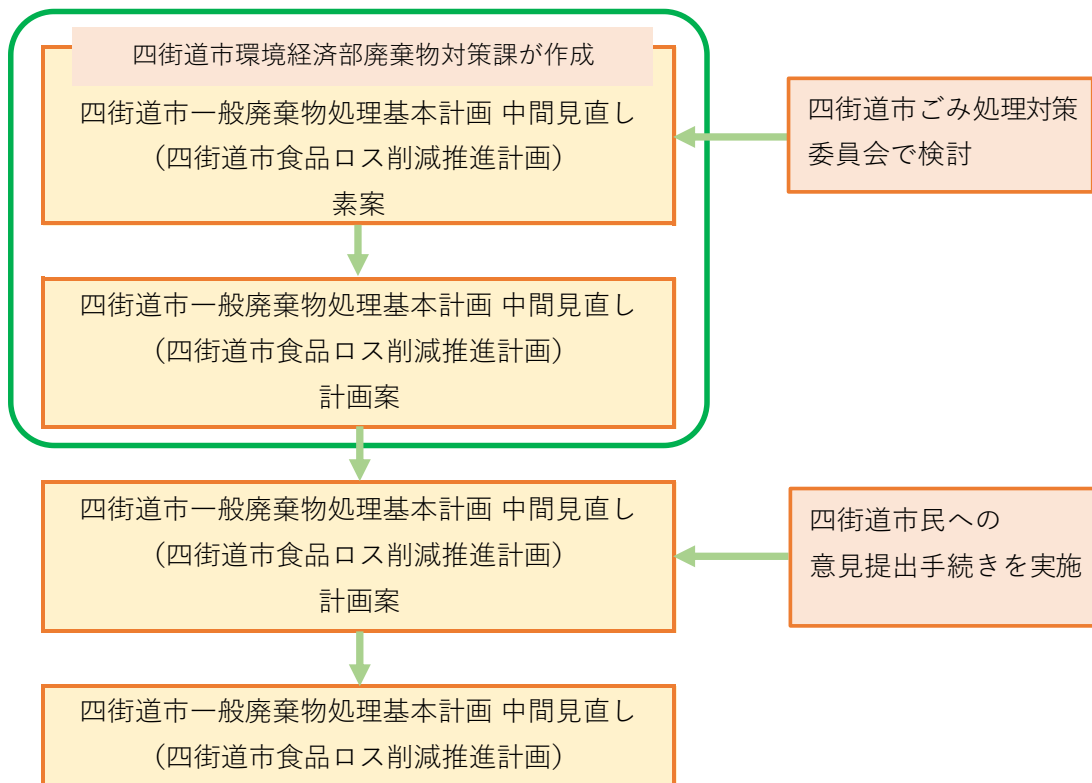 四街道市環境経済部廃棄物対策課が作成
四街道市一般廃棄物処理基本計画 中間見直し
（四街道市食品ロス削減推進計画）
素案
四街道市ごみ処理対策
委員会で検討
四街道市一般廃棄物処理基本計画 中間見直し
（四街道市食品ロス削減推進計画）
計画案
四街道市一般廃棄物処理基本計画 中間見直し
（四街道市食品ロス削減推進計画）
計画案
四街道市民への
意見提出手続きを実施
四街道市一般廃棄物処理基本計画 中間見直し
（四街道市食品ロス削減推進計画）